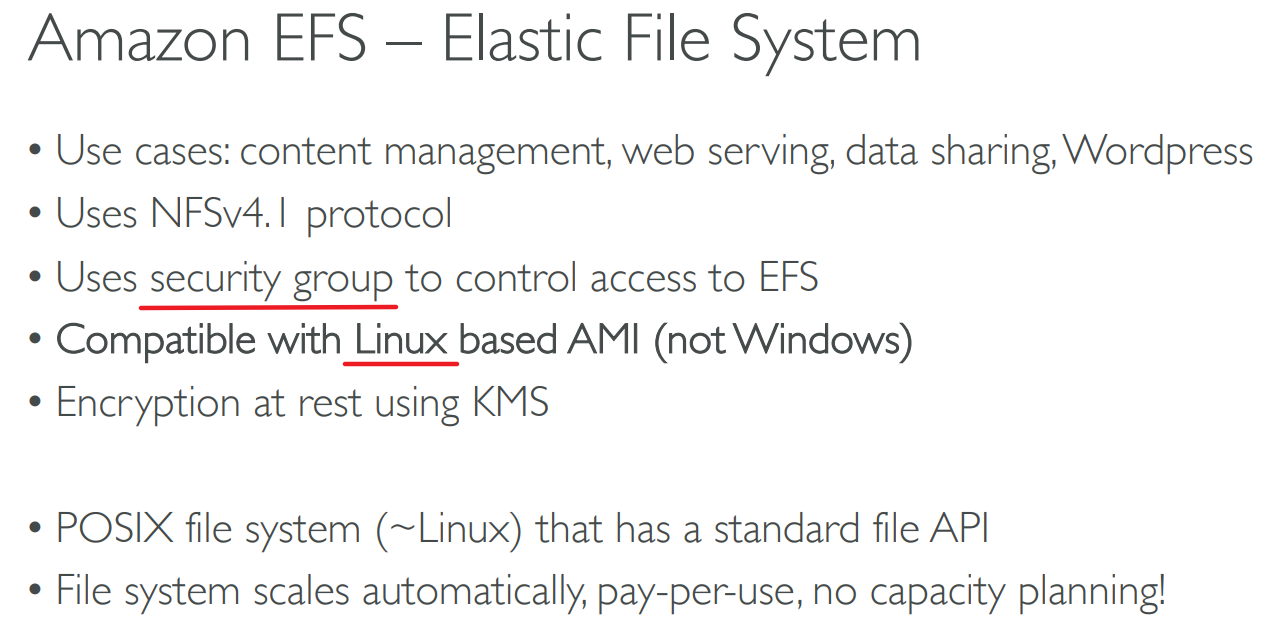 Amazon EFS – Elastic File System
• Use cases: content management, web serving, data sharing, Wordpress
• Uses NFSv4.1 protocol
• Uses security group to control access to EFS
• Compatible with Linux based AMI (not Windows)
• Encryption at rest using KMS
• POSIX file system (~Linux) that has a standard file API
• File system scales automatically, pay-per-use, no capacity planning!